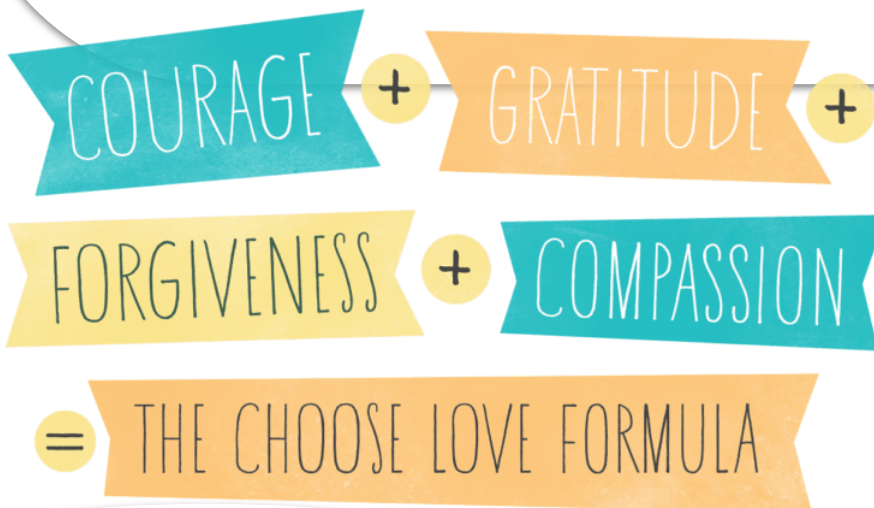 COURAGE + GRATITUDE +
FORGIVENESS + COMPASSION
= THE CHOOSE LOVE FORMULA